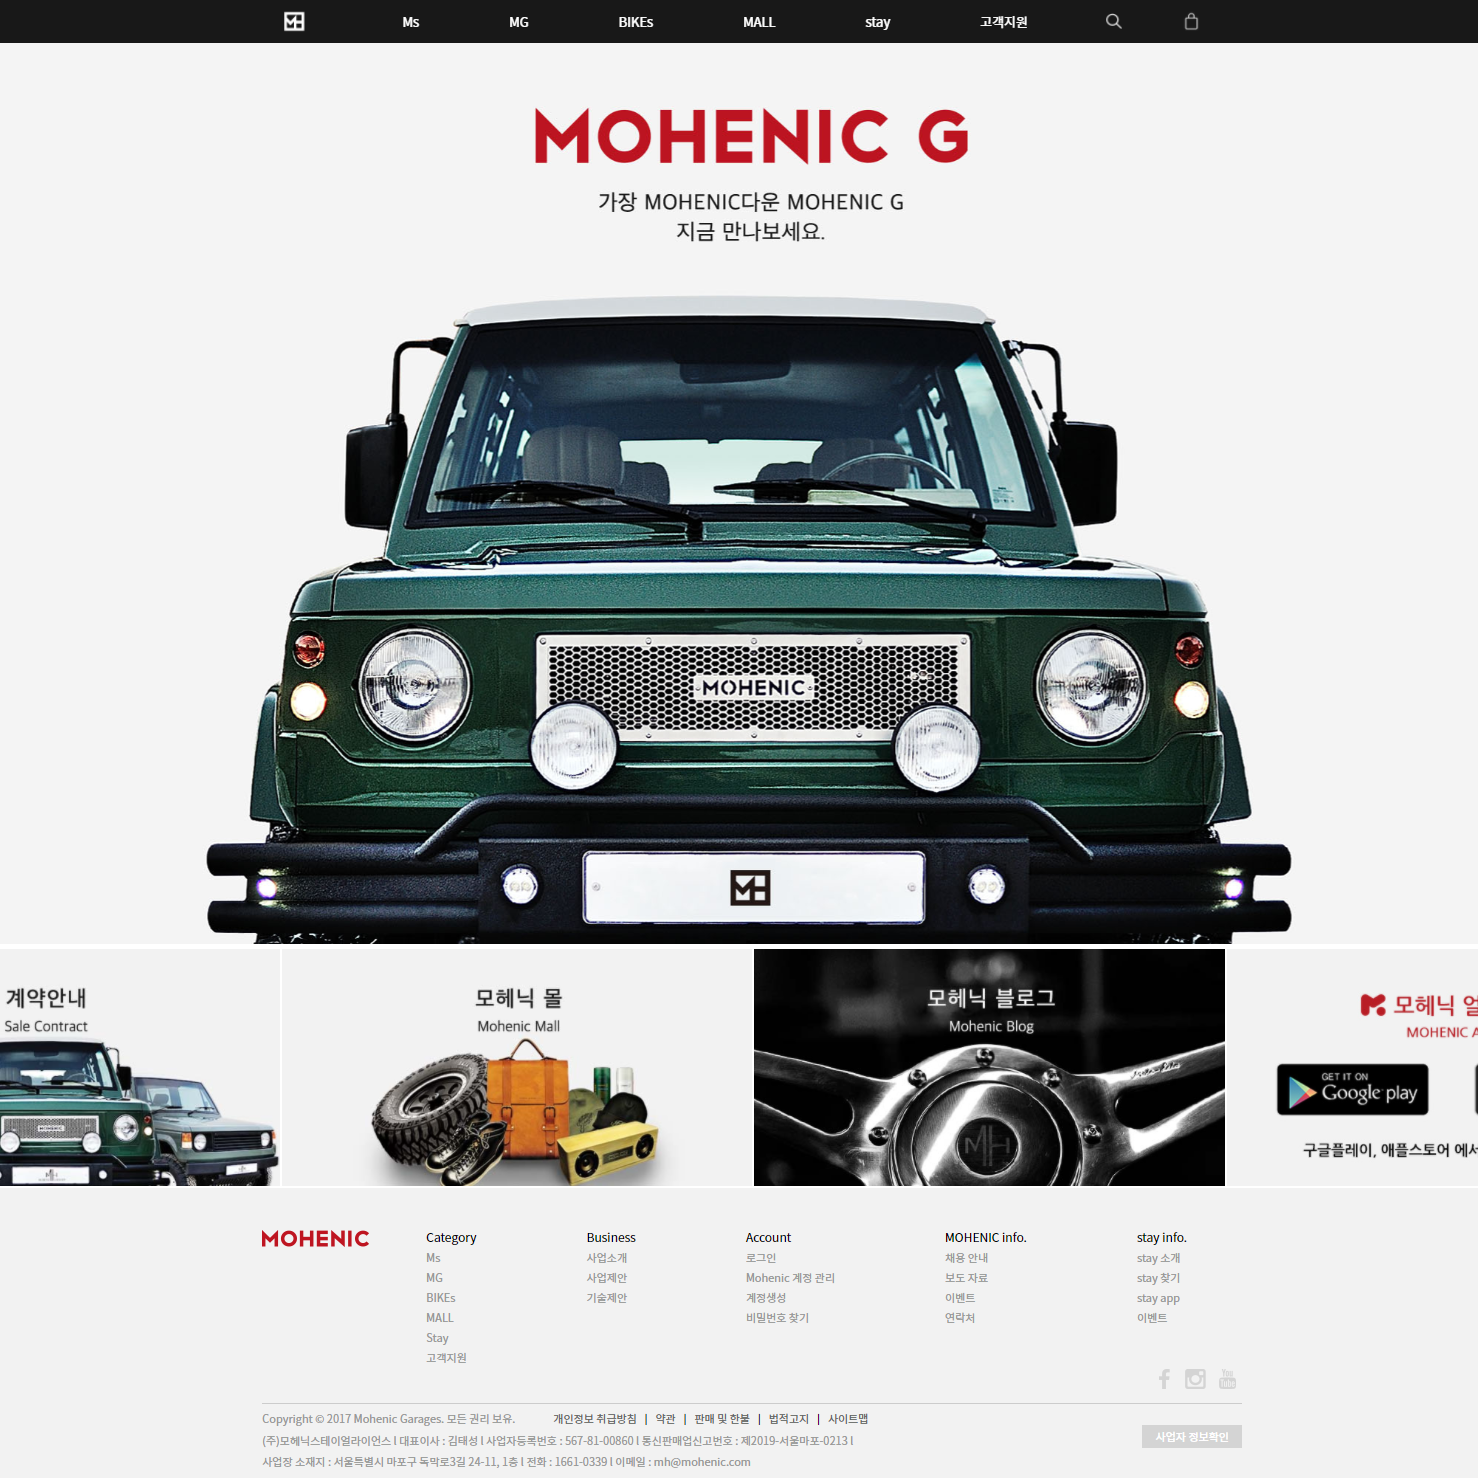 MH Ms MG BIKEs MALL stay 고객지원
MOHENIC G
가장 MOHENIC다운 MOHENIC G
지금 만나보세요.
MOHENIC
MH
계약안내
Sale Contract
MOHENIC
MH
모헤닉 몰
Mohenic Mall
모헤닉 블로그
Mohenic Blog
MH
모헤닉 얼
MOHENIC A
GET IT ON
Google play
구글플레이, 애플스토어 에서
MOHENIC
Category
Ms
MG
BIKEs
MALL
Stay
고객지원
Business
사업소개
사업제안
기술제안
Account
로그인
Mohenic 계정 관리
계정생성
비밀번호 찾기
MOHENIC info.
채용 안내
보도 자료
이벤트
연락처
stay info.
stay 소개
stay 찾기
stay app
이벤트
You Tube
Copyright © 2017 Mohenic Garages. 모든 권리 보유. 개인정보 취급방침 | 약관 | 판매 및 환불 | 법적고지 | 사이트맵
(주)모헤닉스테이얼라이언스 l 대표이사 : 김태성 l 사업자등록번호 : 567-81-00860 l 통신판매업신고번호 : 제2019-서울마포-0213 l
사업자 정보확인
사업장 소재지 : 서울특별시 마포구 독막로3길 24-11, 1층 l 전화 : 1661-0339 l 이메일 : mh@mohenic.com